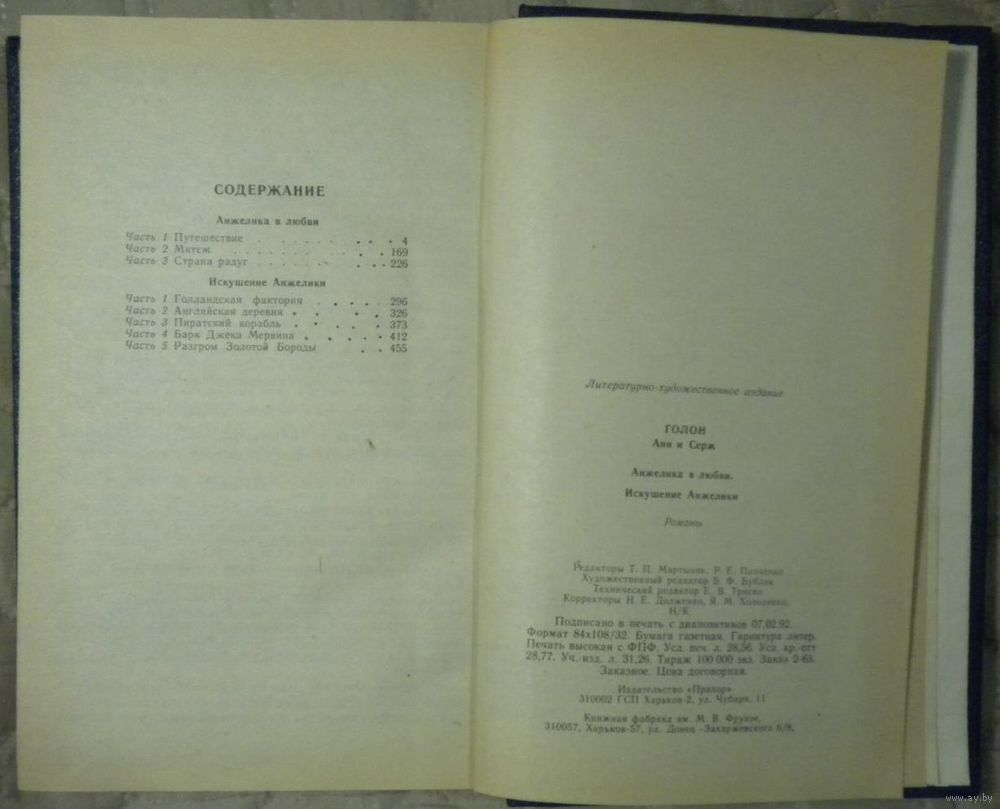 СОДЕРЖАНИЕ
Анжелика в любви
Часть 1 Путешествие . . . . . . . . . 4
Часть 2 Мятеж . . . . . . . . . 169
Часть 3 Страна радуг . . . . . . . . . 226
Искушение Анжелики
Часть 1 Голландская фактория . . . . . 296
Часть 2 Английская деревня . . . . 326
Часть 3 Пиратский корабль . . . . . 373
Часть 4 Барк Джека Мервина . . . . . 412
Часть 5 Разгром Золотой Бороды . . 455
Литературно-художественное издание
ГОЛОН
Анн и Серж
Анжелика в любви.
Искушение Анжелики
Романы
Редакторы Т. П. Мартыняк, Р. Е. Панченко
Художественный редактор Б. Ф. Бублик
Технический редактор Е. В. Триско
Корректоры Н. Е. Долженко, Я. М. Холоденко,
Н/К
Подписано в печать с диапозитивов 07.02.92.
Формат 84х108/32. Бумага газетная. Гарнитура литер.
Печать высокая с ФПФ. Усл. печ. л. 28,56. Усл. кр.-отт
28,77. Уч.-изд. л. 31,26. Тираж 100 000 экз. Заказ 2-63.
Заказное. Цена договорная.
Издательство «Прапор»
310002 ГСП Харьков-2, ул. Чубаря, 11
Книжная фабрика им. М. В. Фрунзе,
310057, Харьков-57, ул. Донец-Захаржевского 6/8.
www.ay.by